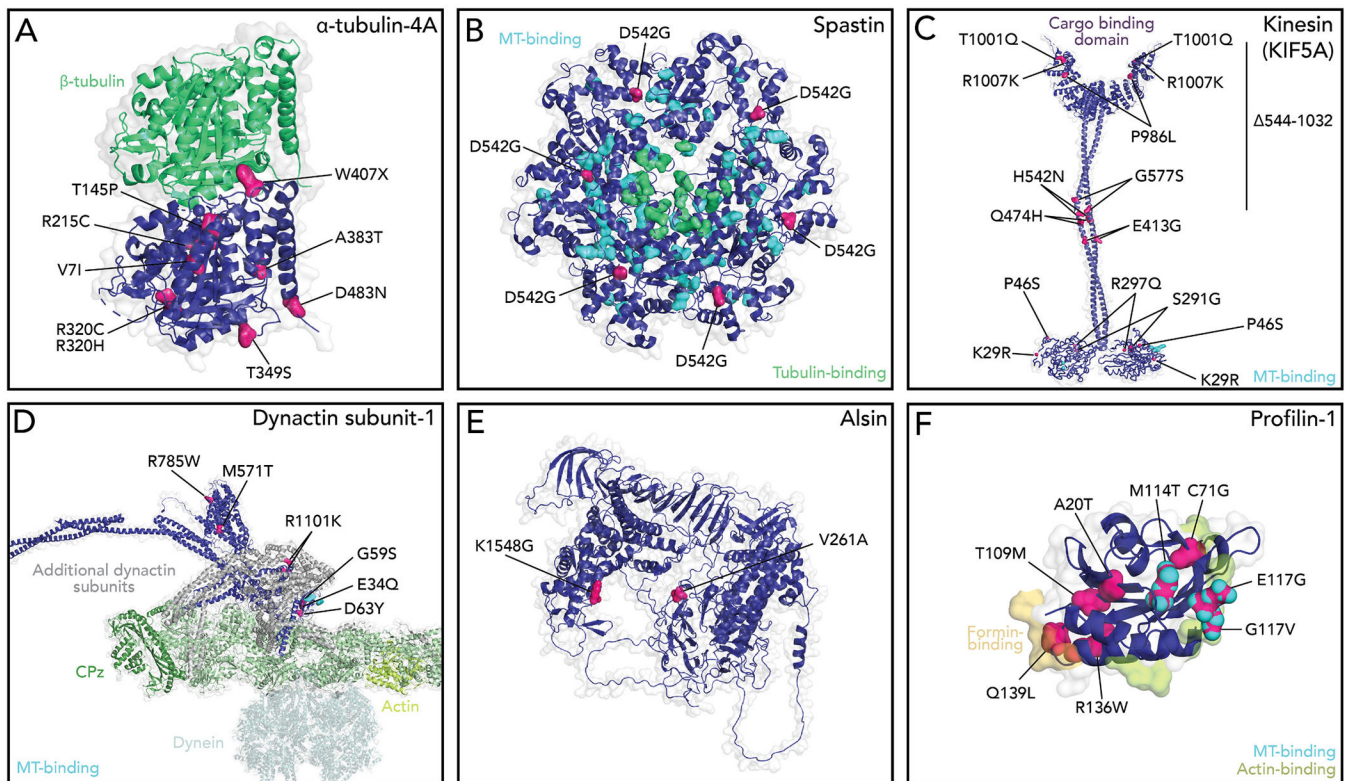 A
α-tubulin-4A
β-tubulin
T145P
R215C
V7I
R320C
R320H
W407X
A383T
D483N
T349S
B
Spastin
MT-binding
D542G
D542G
D542G
D542G
D542G
D542G
Tubulin-binding
C
Cargo binding
domain
Kinesin
(KIF5A)
T1001Q
T1001Q
R1007K
R1007K
P986L
Δ544-1032
H542N
G577S
Q474H
E413G
P46S
R297Q
S291G
P46S
K29R
K29R
MT-binding
D
Dynactin subunit-1
R785W
M571T
R1101K
G59S
E34Q
D63Y
Additional dynactin
subunits
CPz
Actin
Dynein
MT-binding
E
Alsin
K1548G
V261A
F
Profilin-1
M114T
C71G
A20T
T109M
E117G
G117V
Formin-
binding
Q139L
R136W
MT-binding
Actin-binding